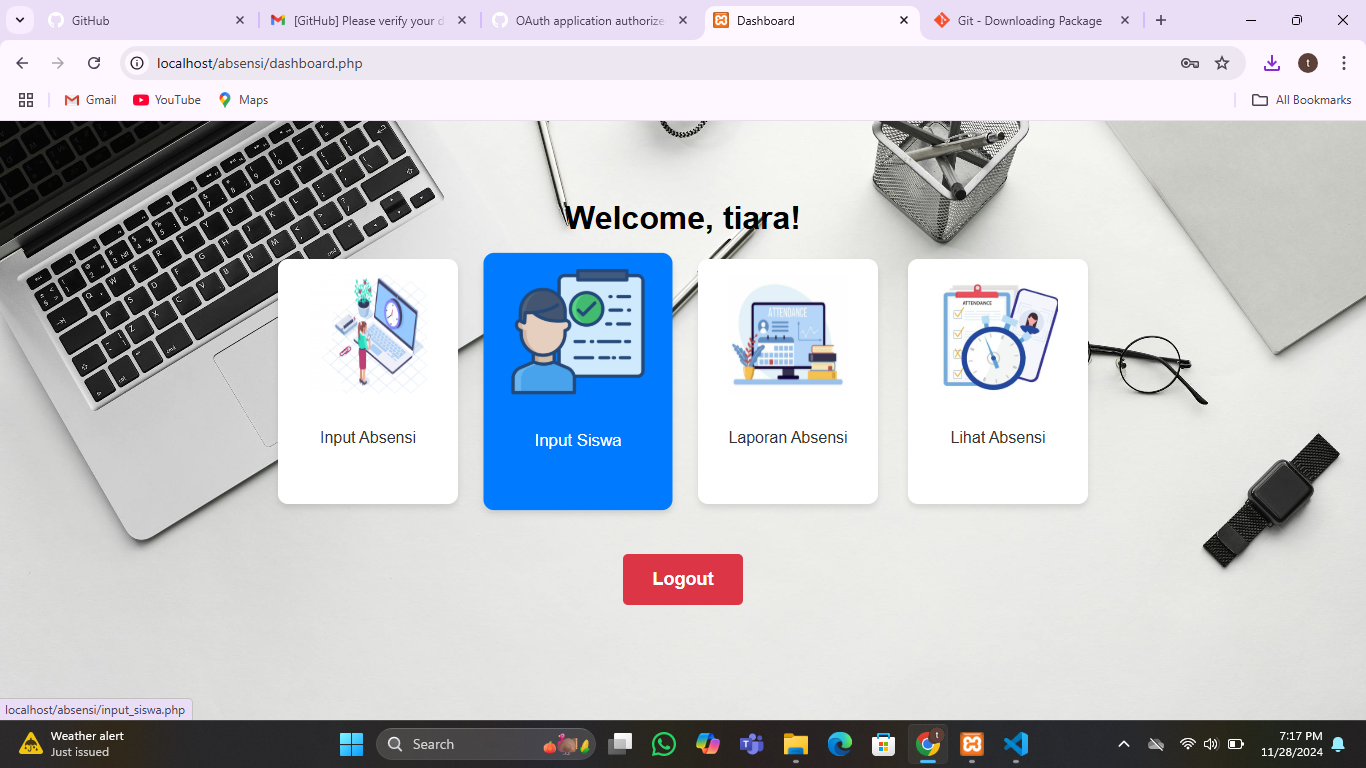 GitHub
[GitHub] Please verify your d
OAuth application authorize
Dashboard
Git - Downloading Package
localhost/absensi/dashboard.php
t
Gmail
YouTube
Maps
All Bookmarks
Welcome, tiara!
ATTENDANCE
ATTENDANCE
Input Absensi
Input Siswa
Laporan Absensi
Lihat Absensi
Logout
localhost/absensi/input_siswa.php
Weather alert
Just issued
Search
t
7:17 PM
11/28/2024